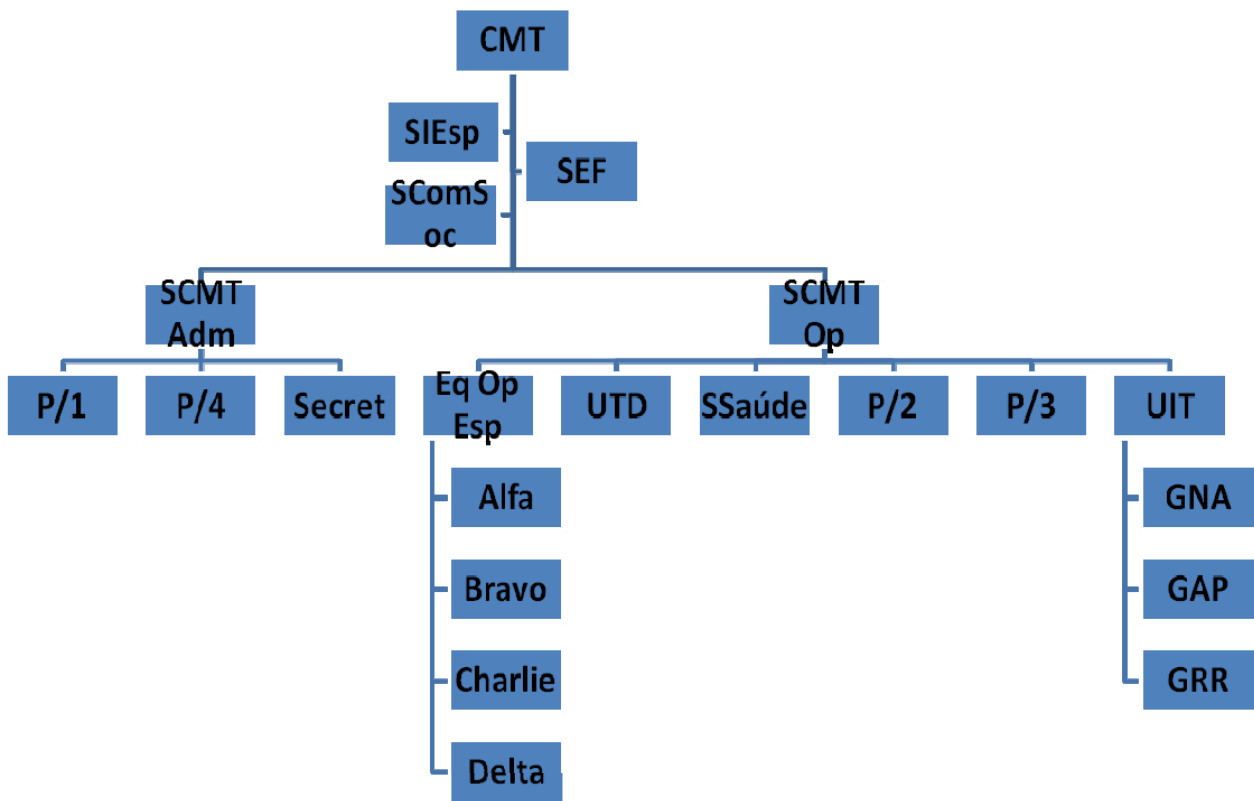 CMT
SIEsp
SEF
SComS
oc
SCMT
Adm
SCMT
Op
P/1
P/4
Secret
Eq Op
Esp
UTD
SSaúde
P/2
P/3
UIT
Alfa
Bravo
Charlie
Delta
GNA
GAP
GRR